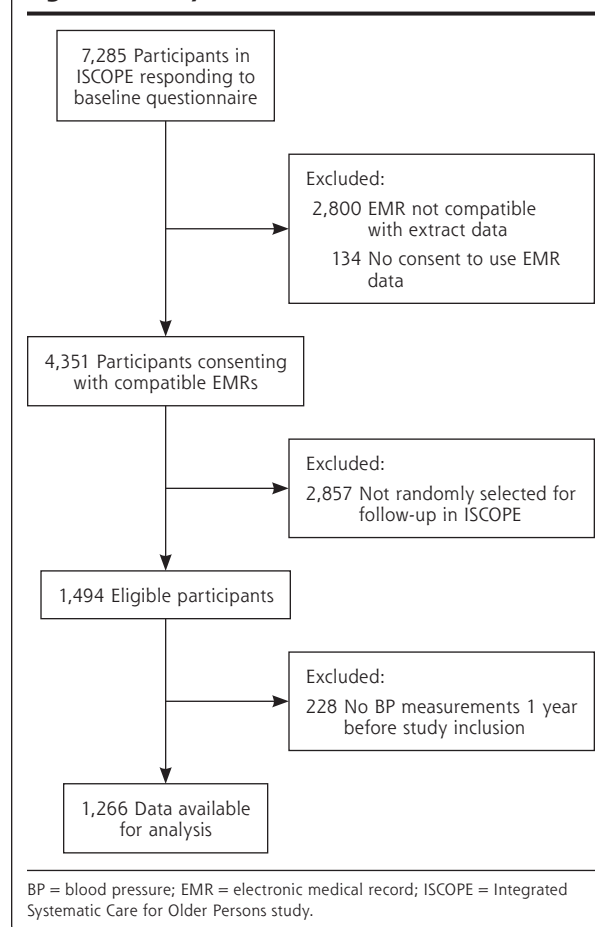 7,285 Participants in
ISCOPE responding to
baseline questionnaire
Excluded:
2,800 EMR not compatible
with extract data
134 No consent to use EMR
data
4,351 Participants consenting
with compatible EMRs
Excluded:
2,857 Not randomly selected for
follow-up in ISCOPE
1,494 Eligible participants
Excluded:
228 No BP measurements 1 year
before study inclusion
1,266 Data available
for analysis
BP = blood pressure; EMR = electronic medical record; ISCOPE = Integrated
Systematic Care for Older Persons study.